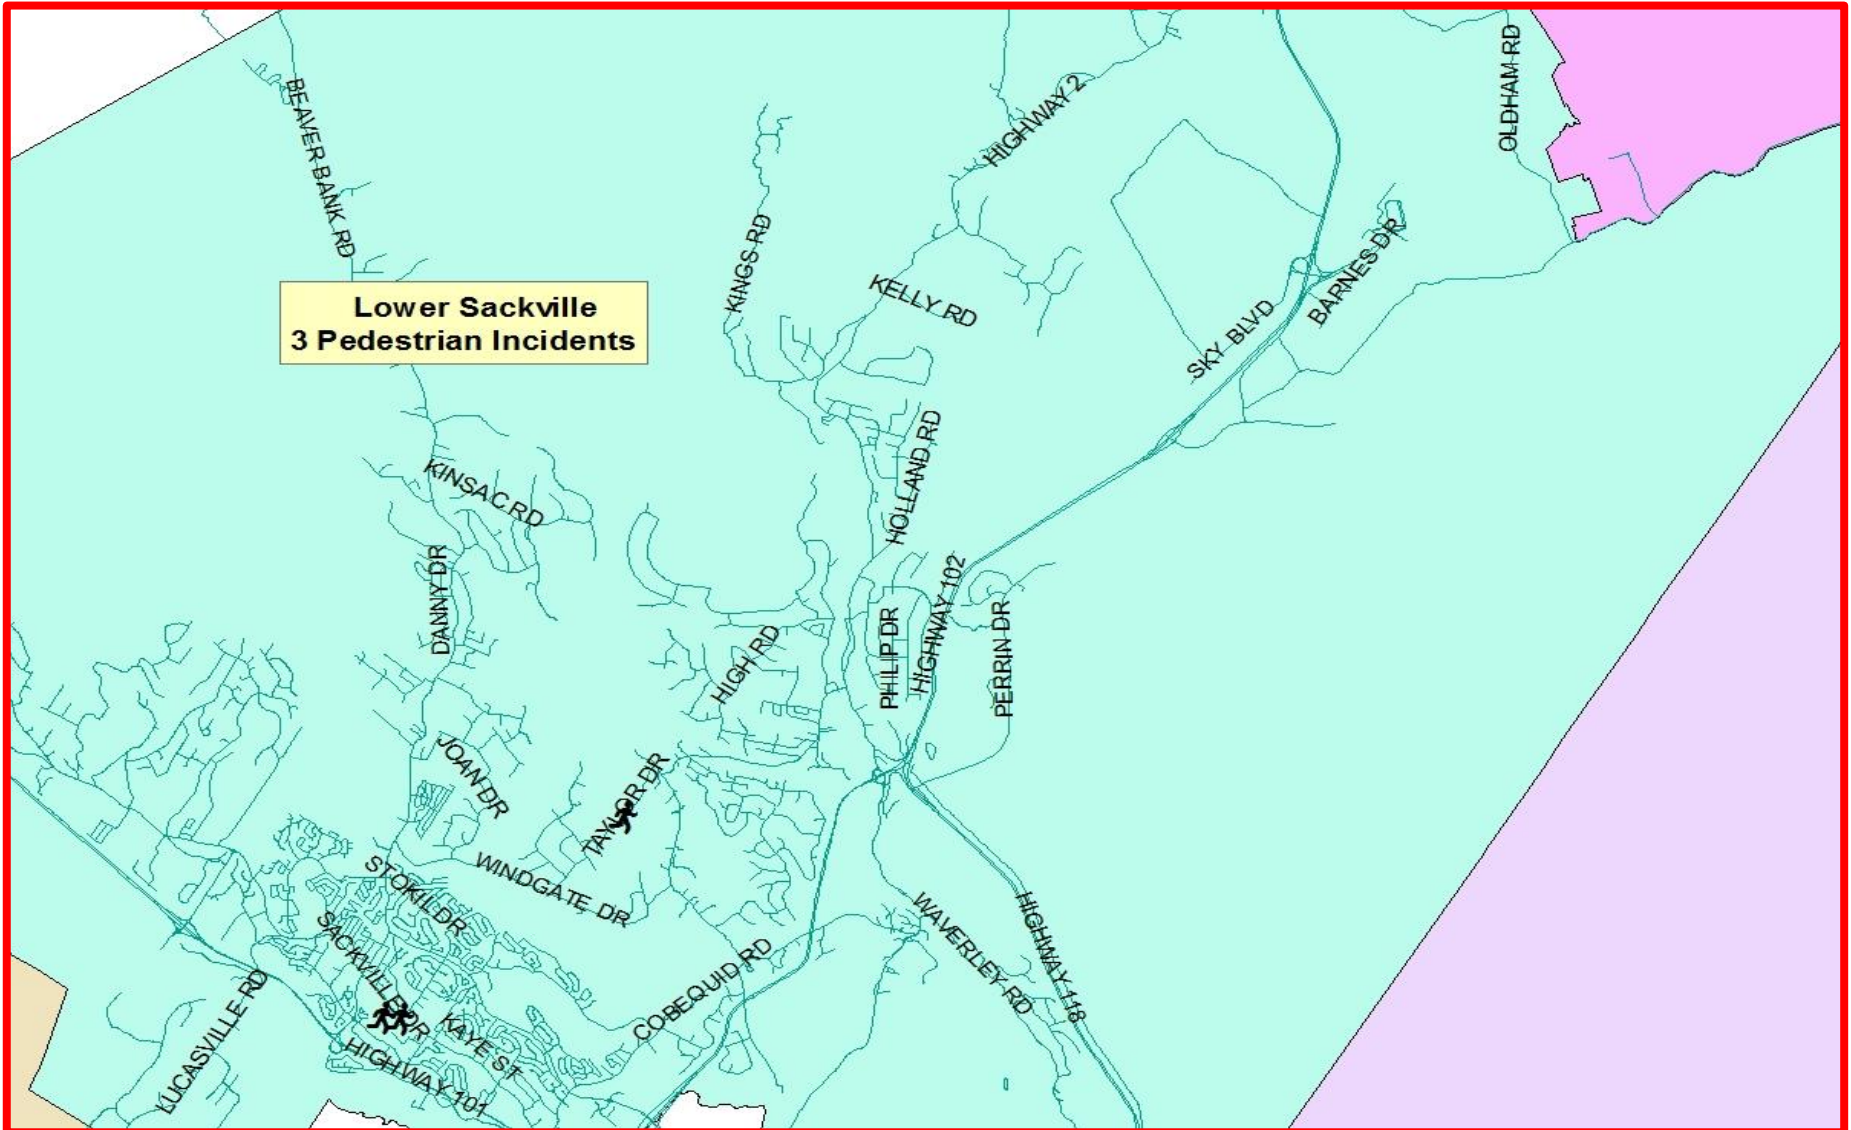 OLDHAM RD
HIGHWAY 2
BEAVER BANK RD
KINGS RD
BARNES DR
KELLY RD
SKY BLVD
Lower Sackville
3 Pedestrian Incidents
HOLLAND RD
KINSAC RD
DANNY DR
HIGHWAY 102
PHILIP DR
PERRIN DR
HIGH RD
JOAN DR
TAYLOR DR
WINDGATE DR
STOKIL DR
SACKVILLE DR
WAVERLEY RD
HIGHWAY 118
COBEQUID RD
LUCASVILLE RD
KAYE ST
HIGHWAY 101